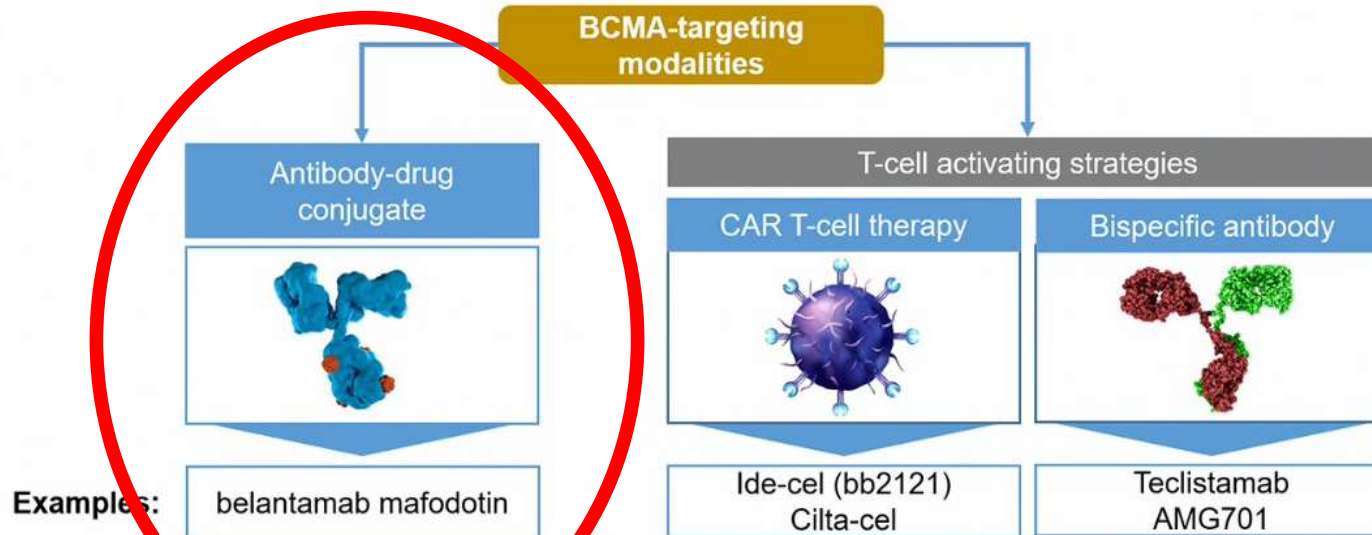 BCMA-targeting
modalities
Antibody-drug
conjugate
T-cell activating strategies
CAR T-cell therapy
Bispecific antibody
Examples:
belantamab mafodotin
Ide-cel (bb2121)
Cilta-cel
Teclistamab
AMG701